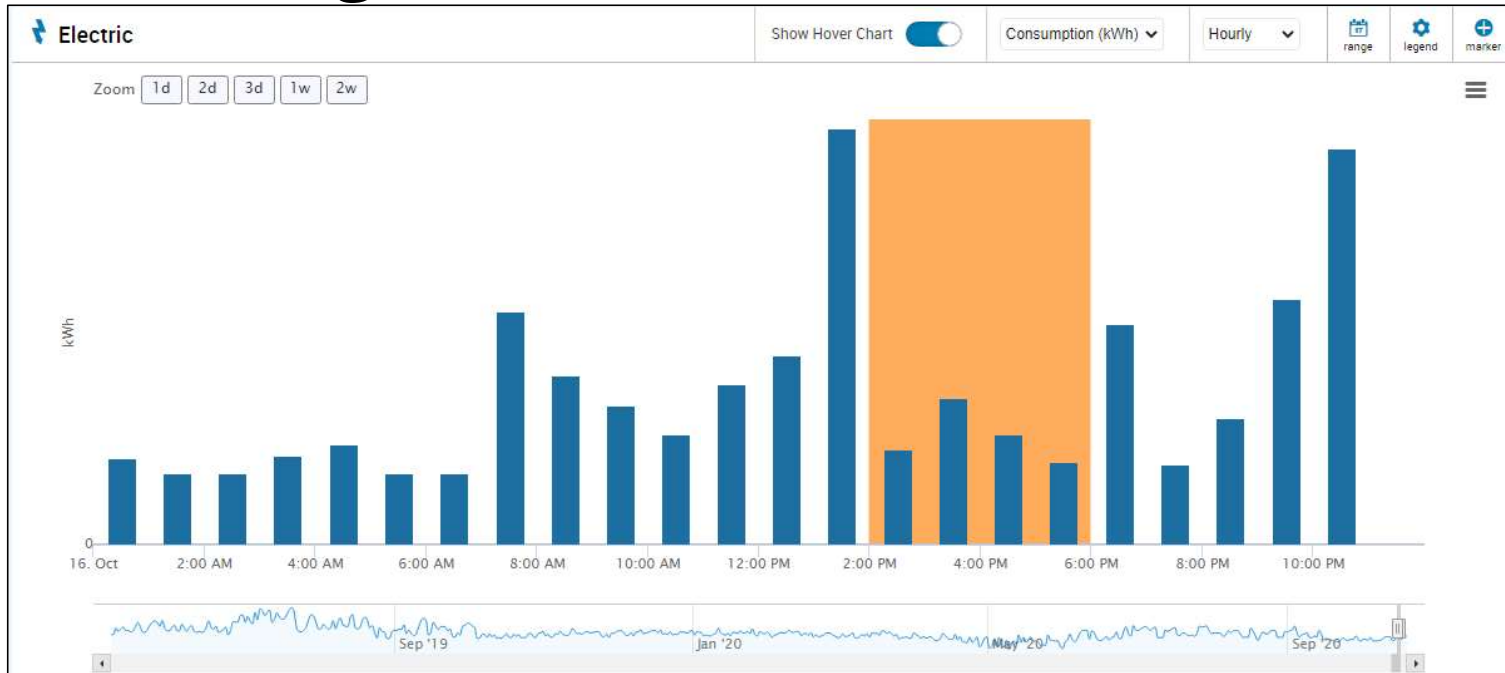 Electric
Show Hover Chart
Consumption (kWh)
Hourly
17
range
legend
marker
Zoom 1d 2d 3d 1w 2w
kWh
0
16. Oct 2:00 AM 4:00 AM 6:00 AM 8:00 AM 10:00 AM 12:00 PM 2:00 PM 4:00 PM 6:00 PM 8:00 PM 10:00 PM
Sep '19 Jan '20 May '20 Sep '20